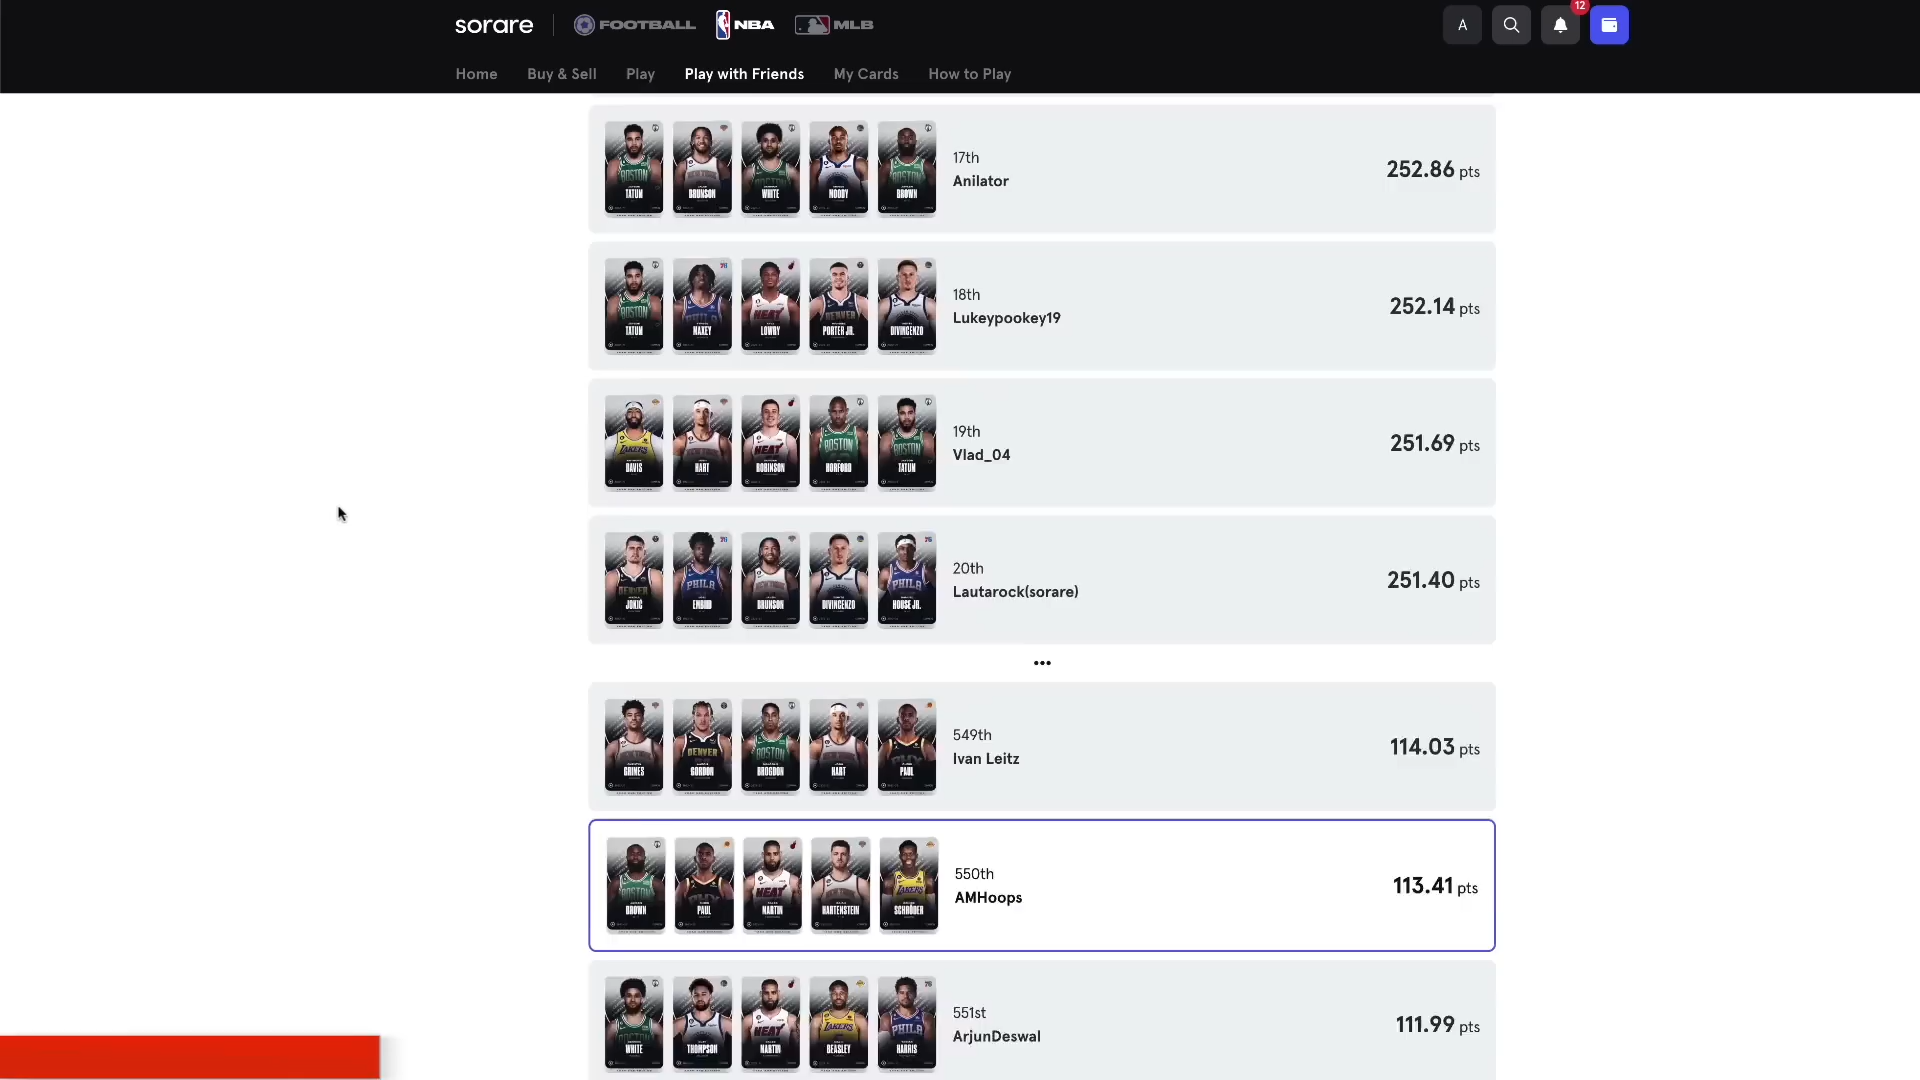 sorare FOOTBALL NBA MLB A 12
Home Buy & Sell Play Play with Friends My Cards How to Play
TATUM BRUNSON WHITE MOODY BROWN
17th
Anilator
252.86 pts
TATUM MAXEY LOWRY PORTER JR. DIVINCENZO
18th
Lukeypookey19
252.14 pts
DAVIS HART ROBINSON HORFORD TATUM
19th
Vlad_04
251.69 pts
JOKIĆ EMBIID BRUNSON DIVINCENZO HOUSE JR.
20th
Lautarock(sorare)
251.40 pts
•••
GRIMES GORDON BROGDON HART PAUL
549th
Ivan Leitz
114.03 pts
BROWN PAUL MARTIN HARTENSTEIN SCHRÖDER
550th
AMHoops
113.41 pts
WHITE THOMPSON MARTIN BEASLEY HARRIS
551st
ArjunDeswal
111.99 pts